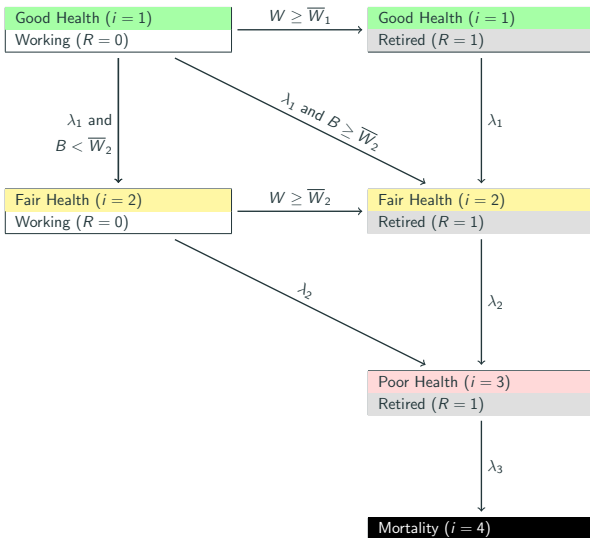 Good Health (i = 1)
Working (R = 0)
W ≥ W̅₁
Good Health (i = 1)
Retired (R = 1)
λ₁ and
B < W̅₂
λ₁ and B ≥ W̅₂
λ₁
Fair Health (i = 2)
Working (R = 0)
W ≥ W̅₂
Fair Health (i = 2)
Retired (R = 1)
λ₂
λ₂
Poor Health (i = 3)
Retired (R = 1)
λ₃
Mortality (i = 4)